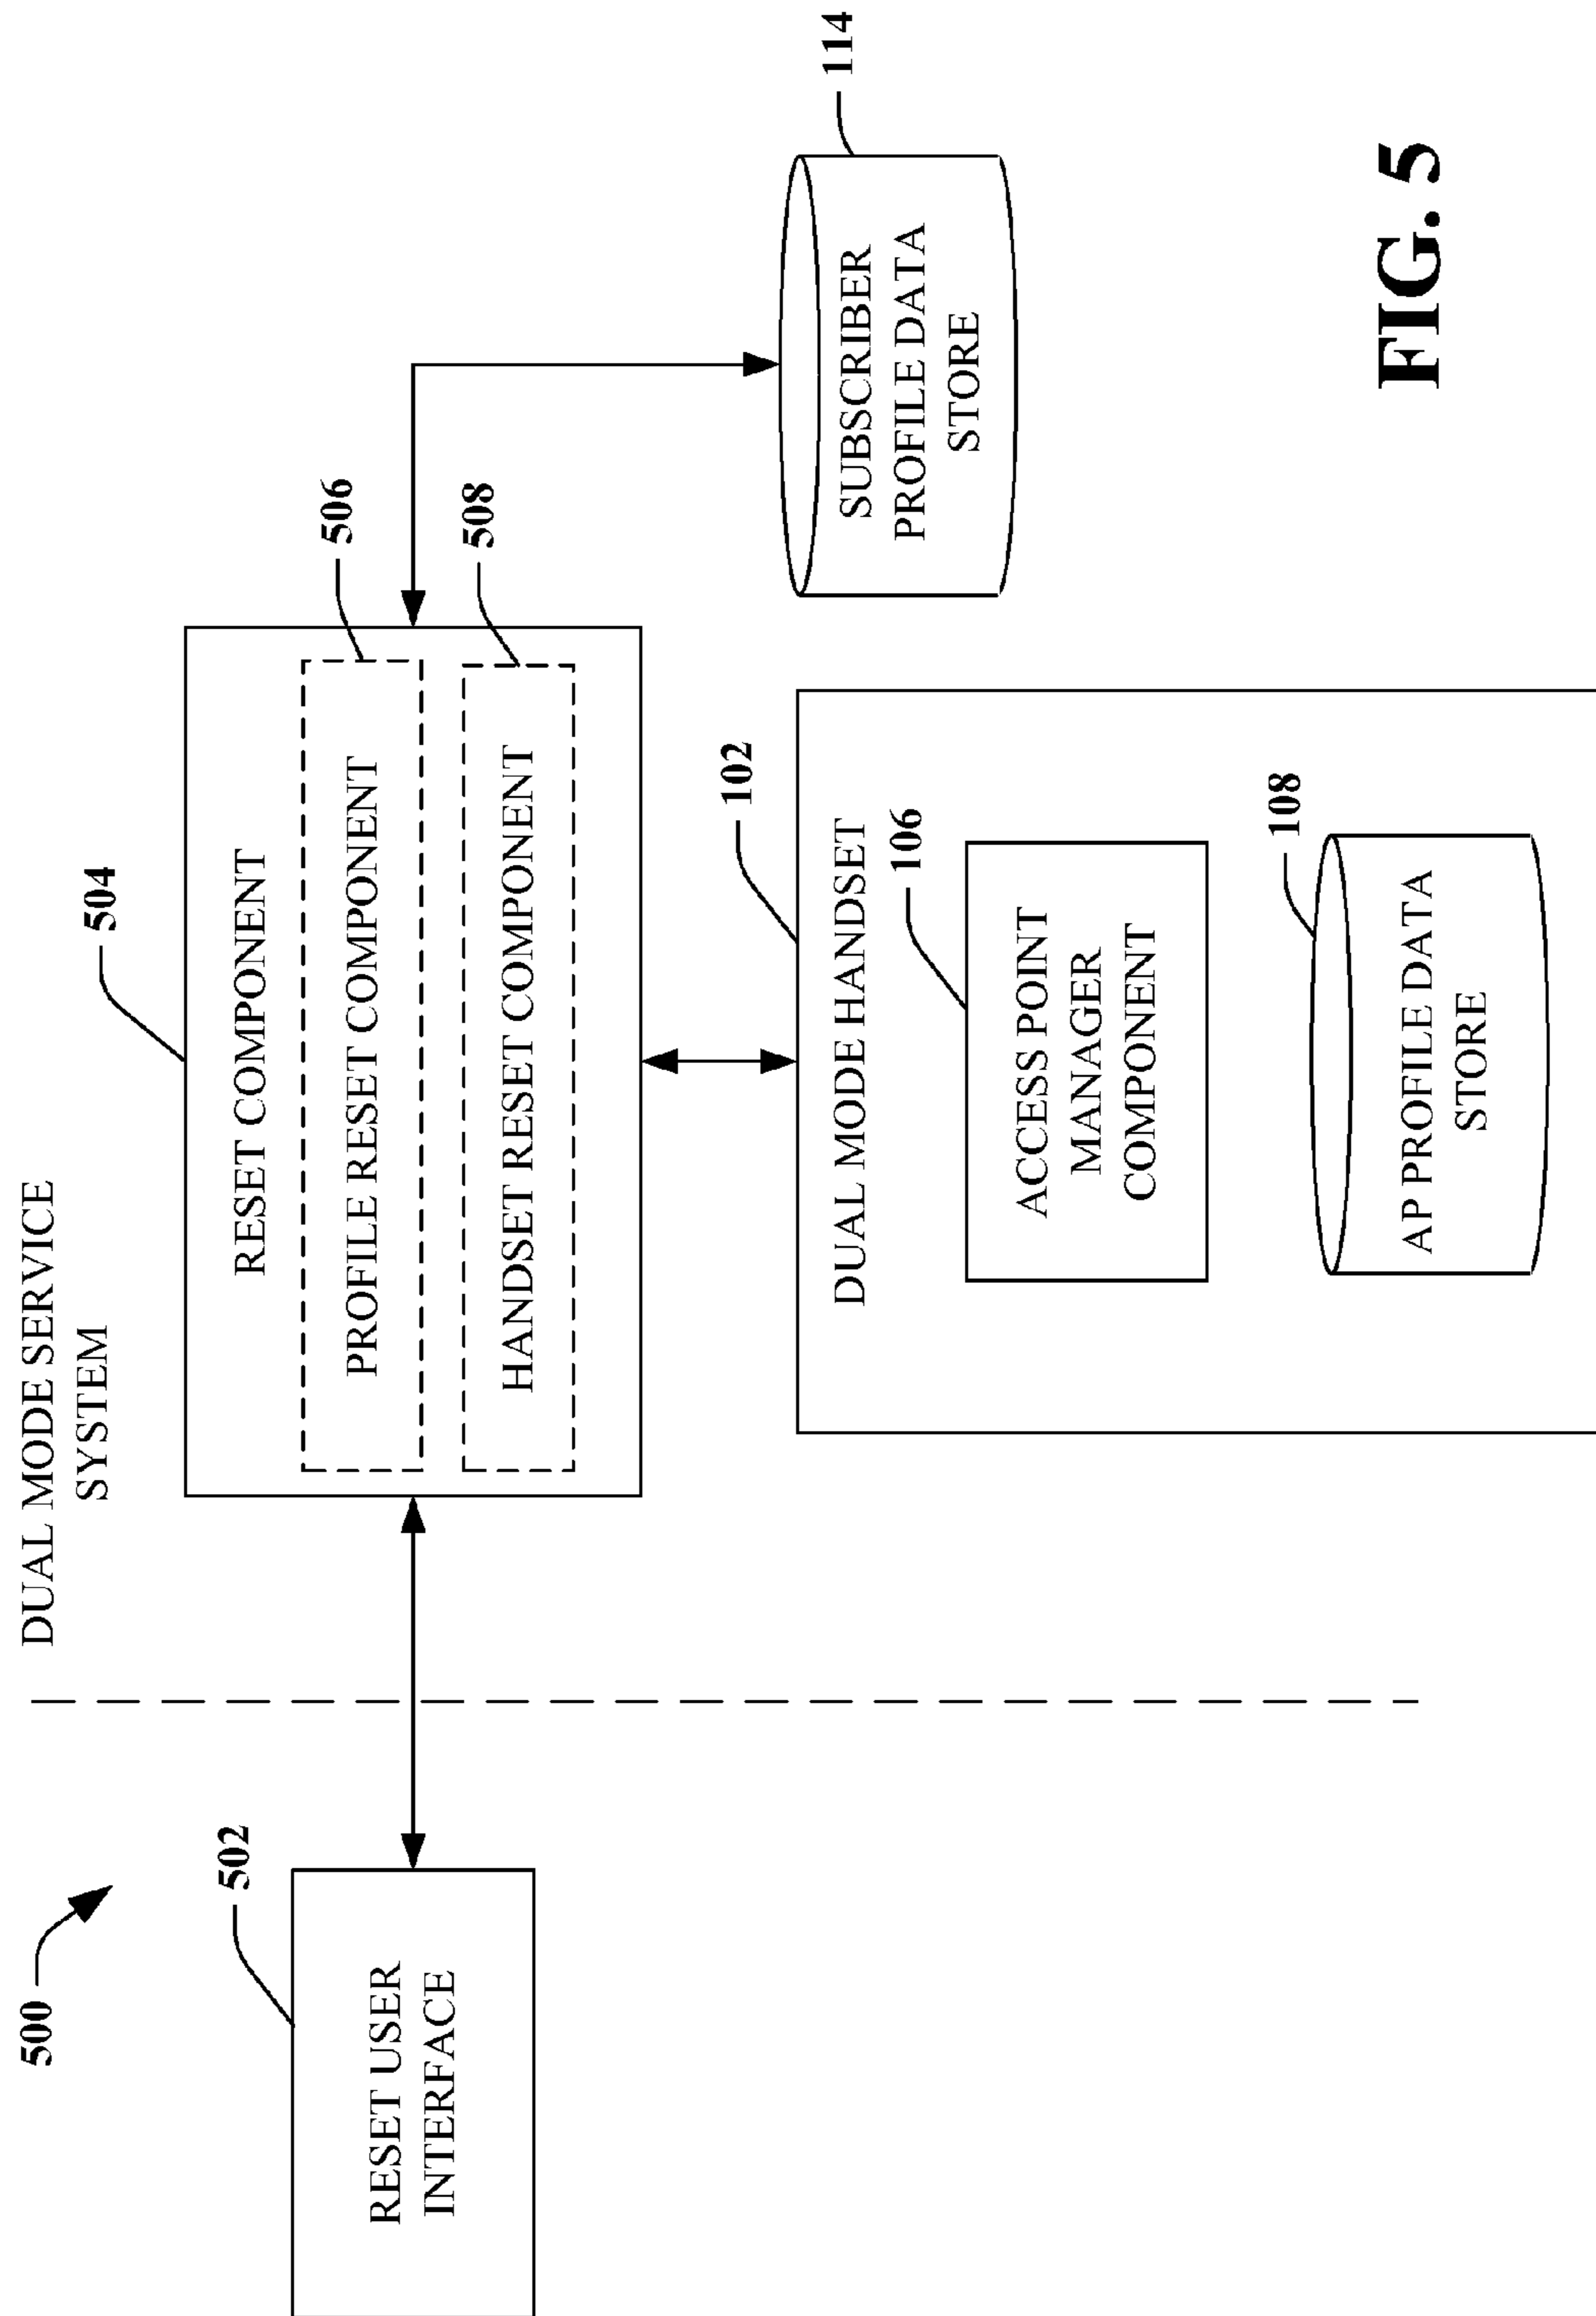 500
DUAL MODE SERVICE
SYSTEM
502
RESET USER
INTERFACE
504
RESET COMPONENT
506
PROFILE RESET COMPONENT
508
HANDSET RESET COMPONENT
102
DUAL MODE HANDSET
106
ACCESS POINT
MANAGER
COMPONENT
108
AP PROFILE DATA
STORE
114
SUBSCRIBER
PROFILE DATA
STORE
FIG. 5